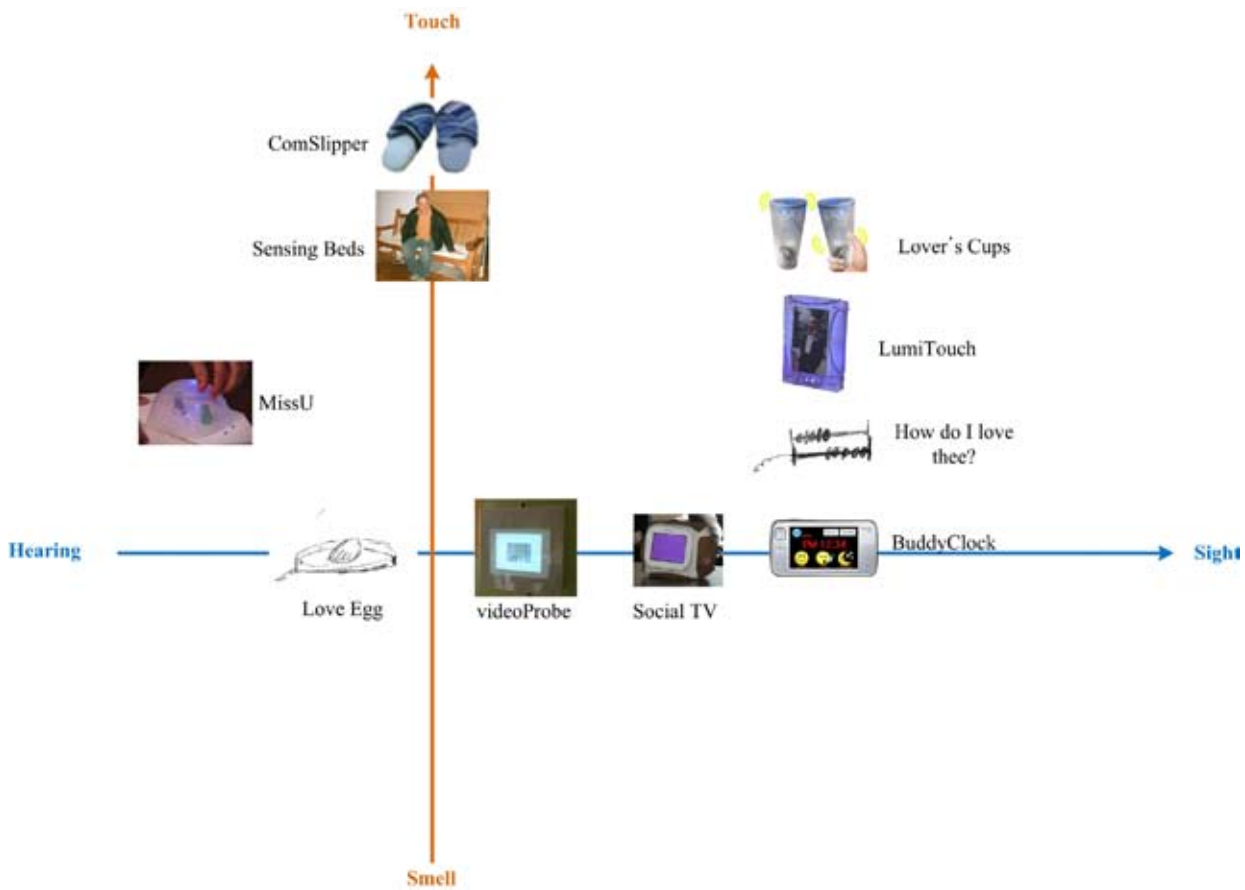 Touch
ComSlipper
Sensing Beds
Lover´s Cups
LumiTouch
MissU
How do I love
thee?
Hearing
BuddyClock
Sight
Love Egg
videoProbe
Social TV
Smell